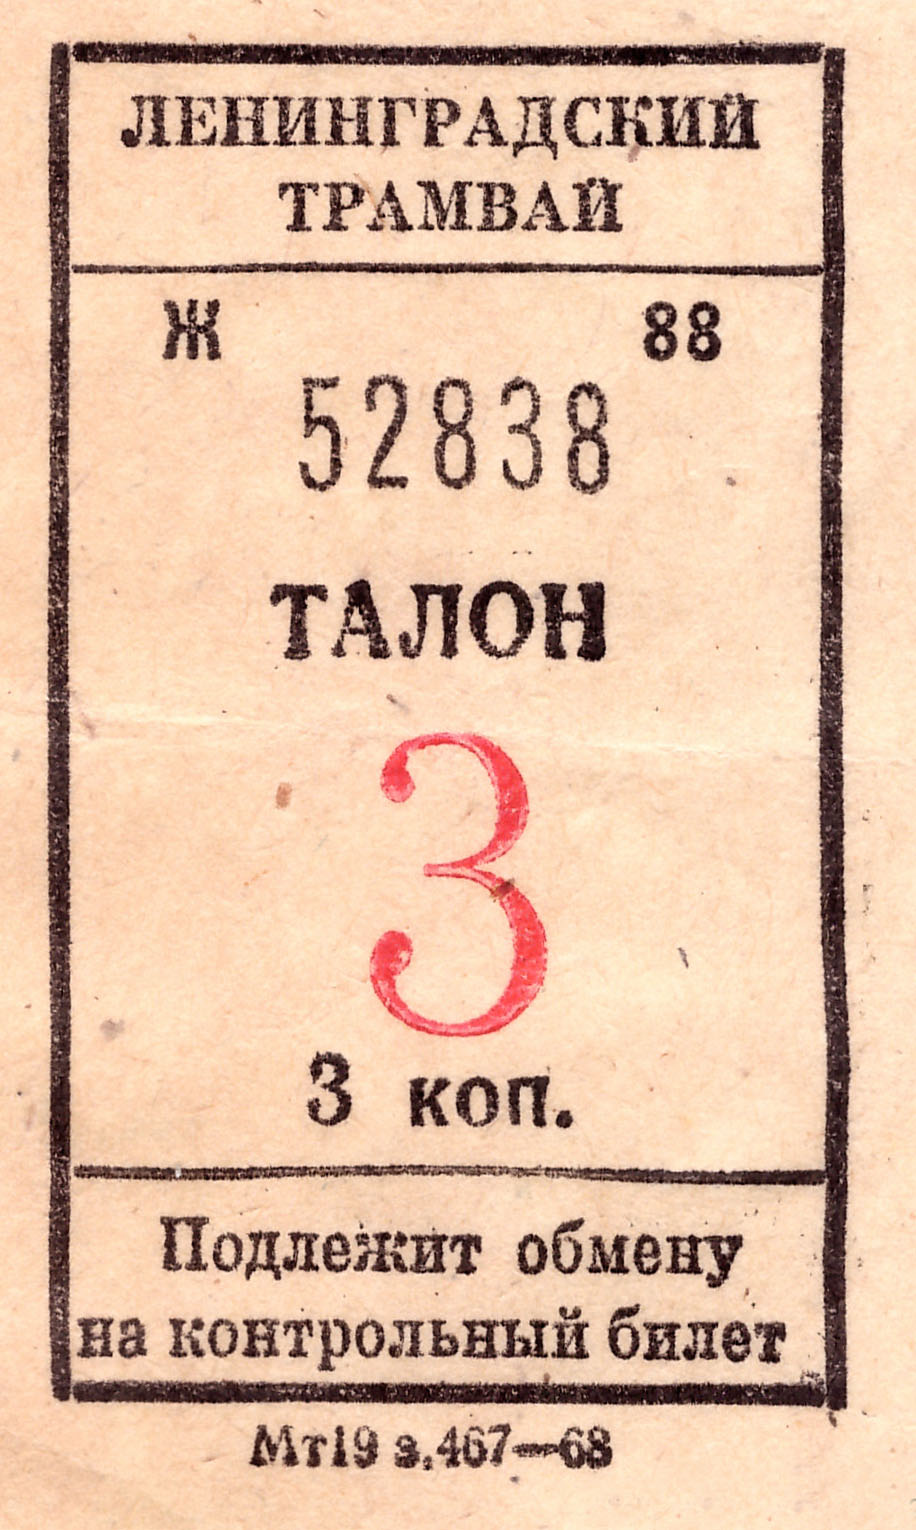 ЛЕНИНГРАДСКИЙ
ТРАМВАЙ
Ж 88
52838
ТАЛОН
3
3 коп.
Подлежит обмену
на контрольный билет
Мт19 з.467—68